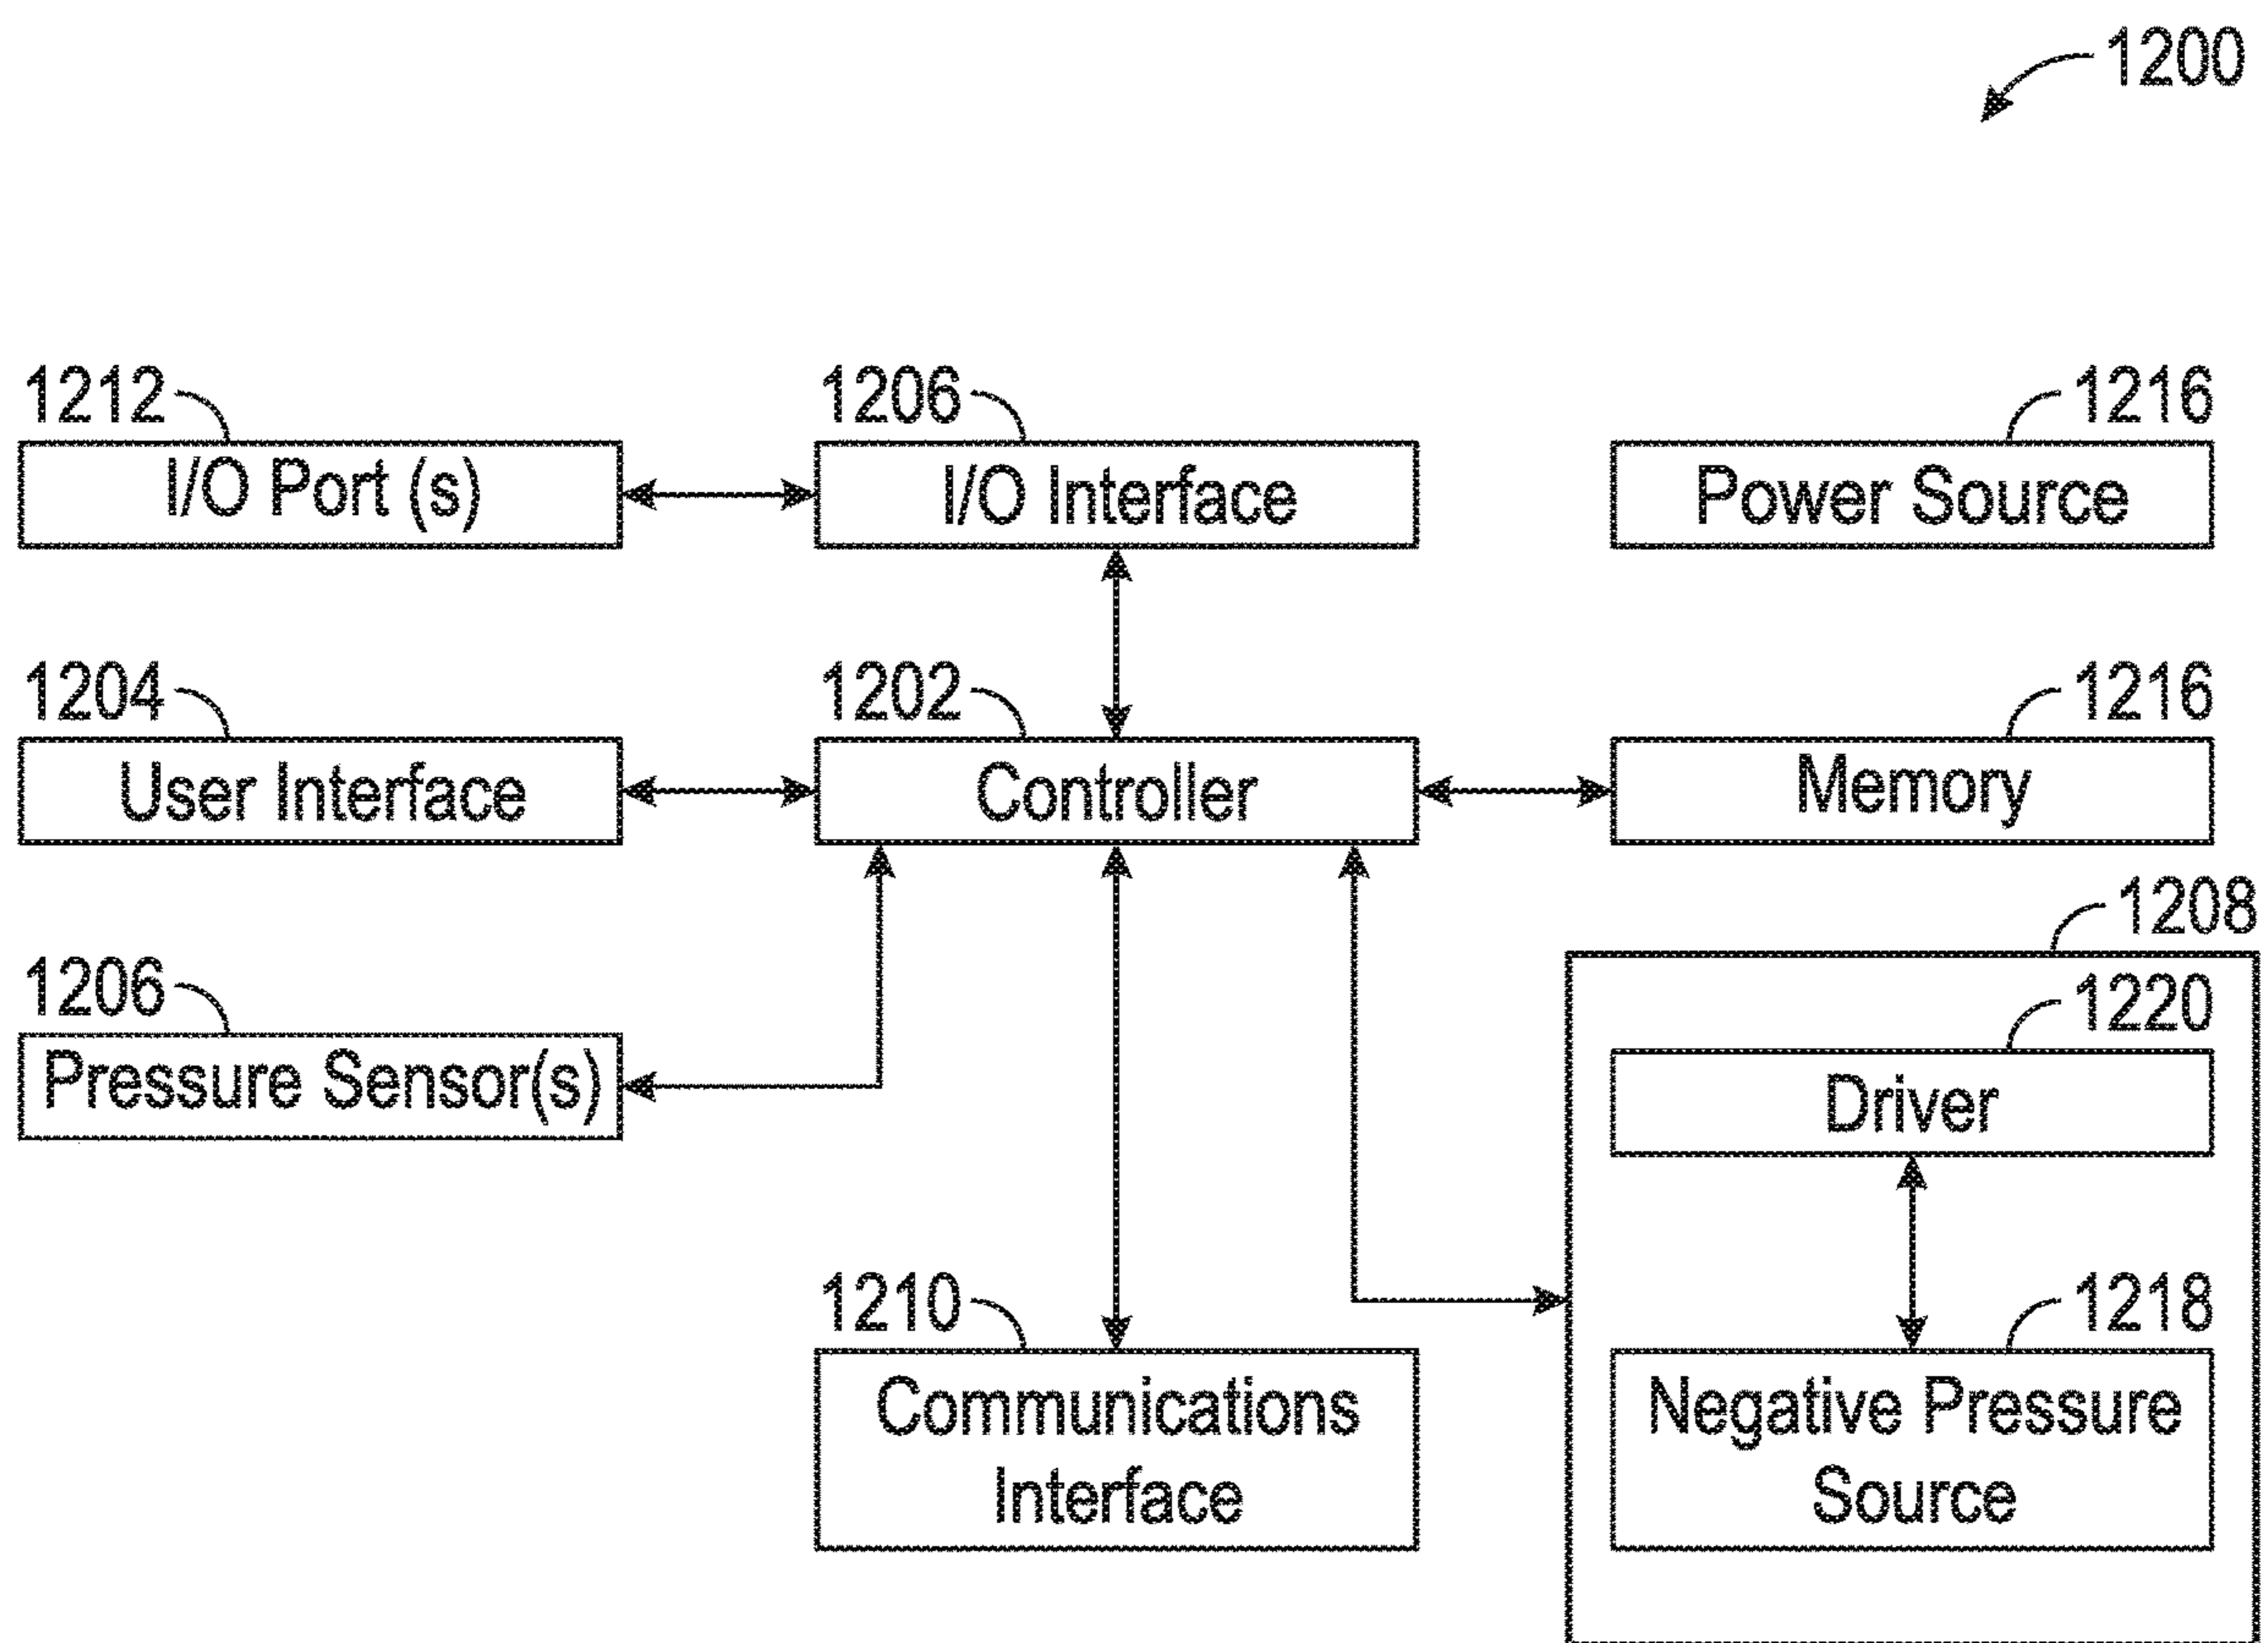 1200
1212
I/O Port (s)
1206
I/O Interface
1216
Power Source
1204
User Interface
1202
Controller
1216
Memory
1206
Pressure Sensor(s)
1208
1220
Driver
1210
Communications
Interface
1218
Negative Pressure
Source